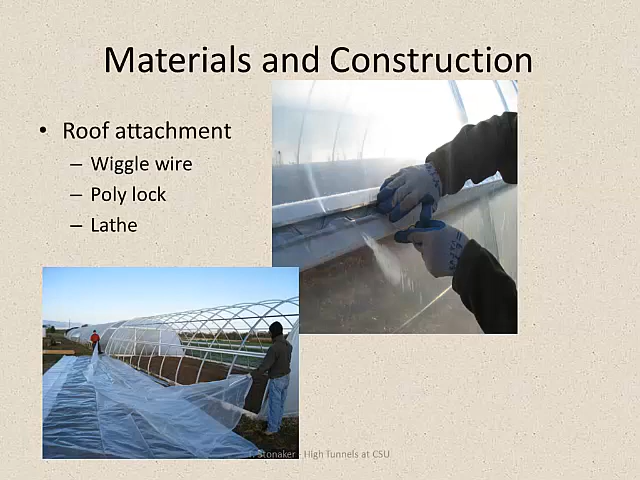 Materials and Construction
• Roof attachment
– Wiggle wire
– Poly lock
– Lathe
Stonaker - High Tunnels at CSU